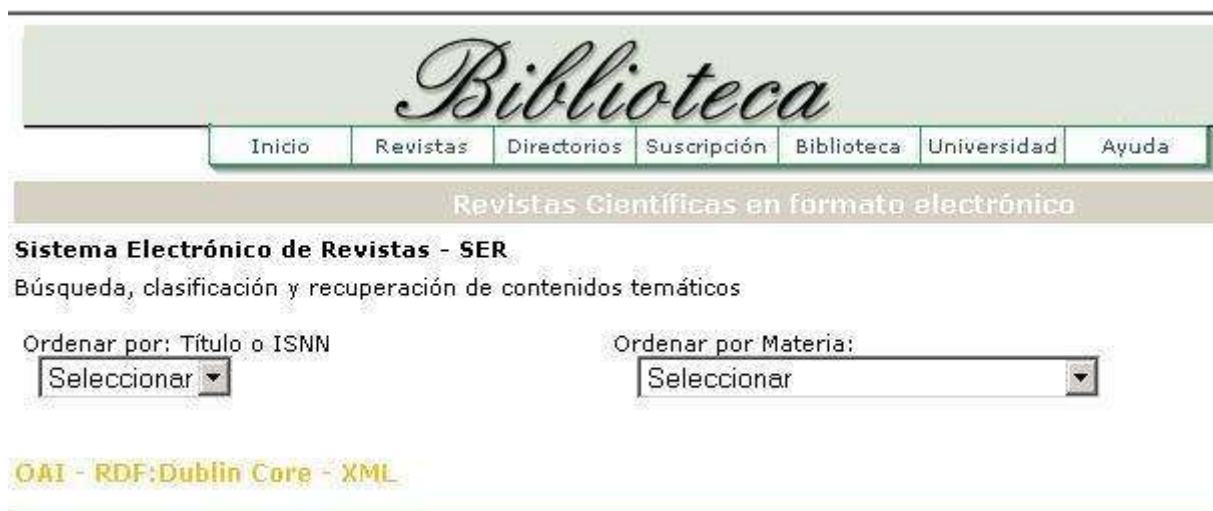 Biblioteca
Inicio Revistas Directorios Suscripción Biblioteca Universidad Ayuda
Revistas Científicas en formato electrónico
Sistema Electrónico de Revistas - SER
Búsqueda, clasificación y recuperación de contenidos temáticos
Ordenar por: Título o ISNN Ordenar por Materia:
Seleccionar Seleccionar
OAI - RDF:Dublin Core - XML